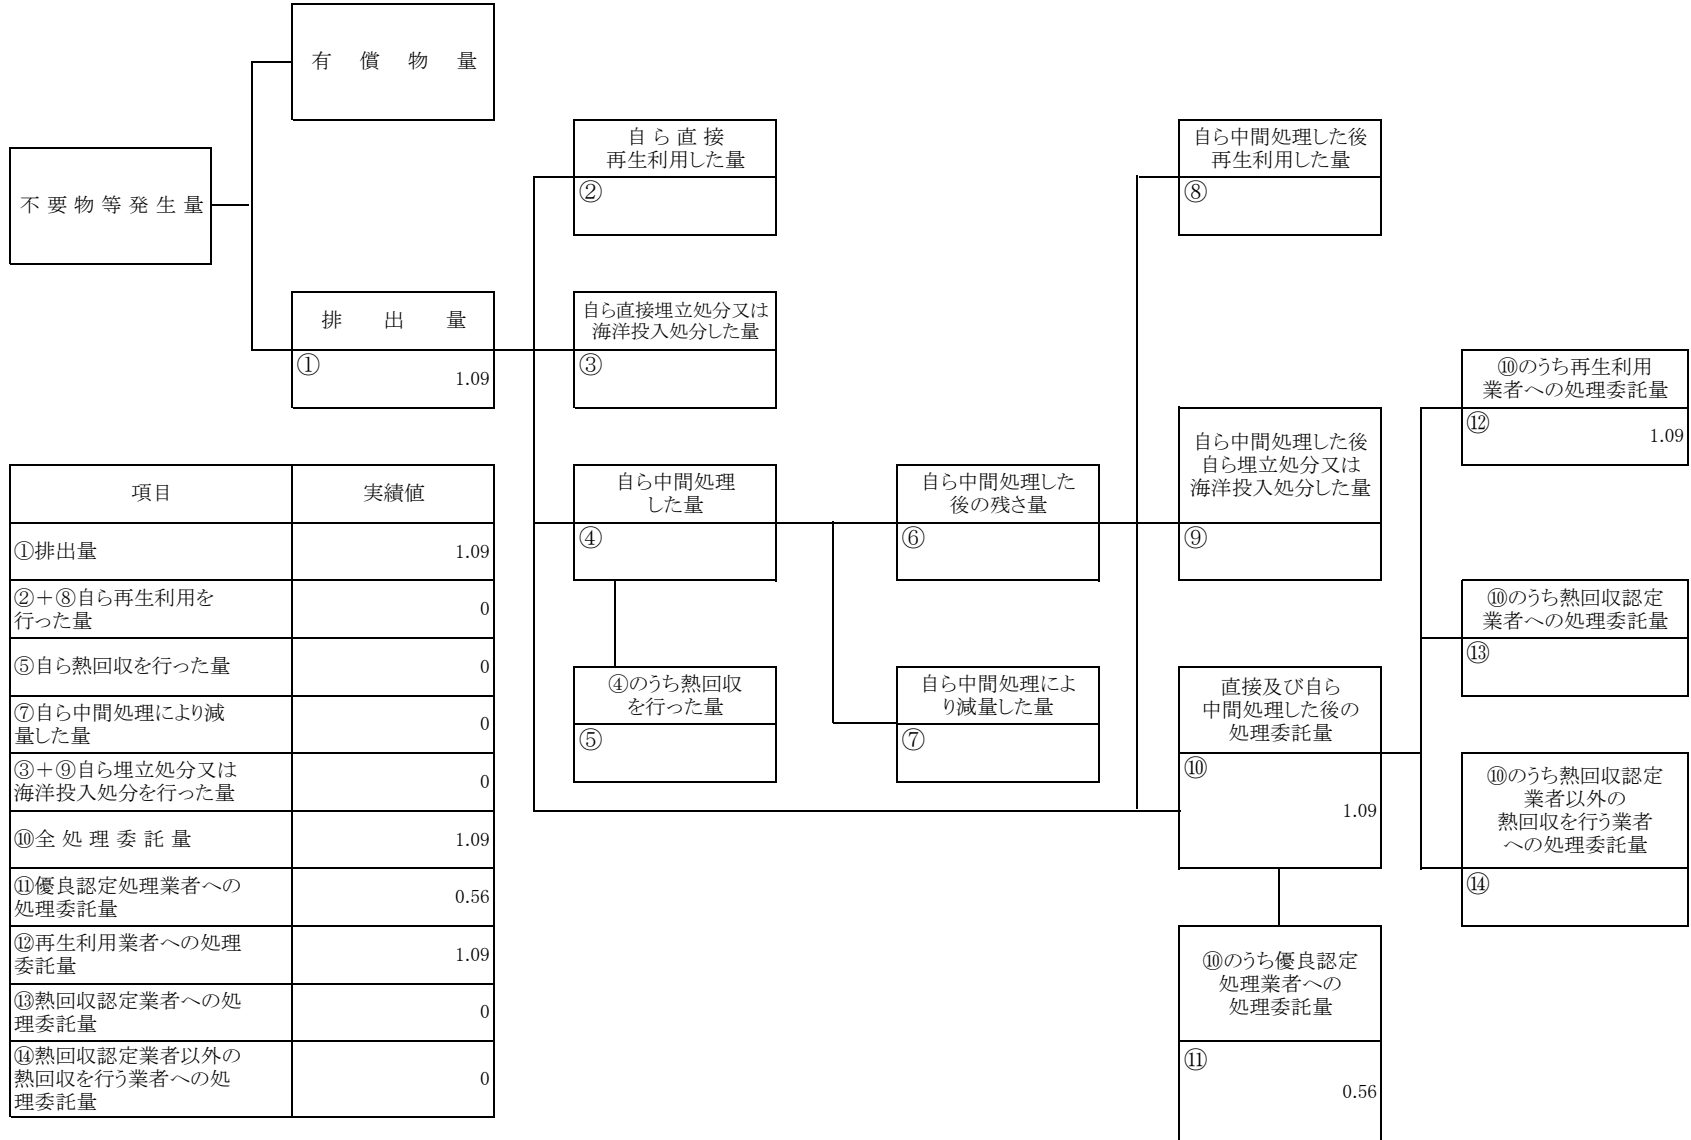 有償物量
不要物等発生量
排出量
①
1.09
自ら直接
再生利用した量
②
自ら直接埋立処分又は
海洋投入処分した量
③
自ら中間処理
した量
④
④のうち熱回収
を行った量
⑤
自ら中間処理した
後の残さ量
⑥
自ら中間処理によ
り減量した量
⑦
自ら中間処理した後
再生利用した量
⑧
自ら中間処理した後
自ら埋立処分又は
海洋投入処分した量
⑨
直接及び自ら
中間処理した後の
処理委託量
⑩
1.09
⑩のうち優良認定
処理業者への
処理委託量
⑪
0.56
⑩のうち再生利用
業者への処理委託量
⑫
1.09
⑩のうち熱回収認定
業者への処理委託量
⑬
⑩のうち熱回収認定
業者以外の
熱回収を行う業者
への処理委託量
⑭
項目 実績値
①排出量 1.09
②＋⑧自ら再生利用を
行った量 0
⑤自ら熱回収を行った量 0
⑦自ら中間処理により減
量した量 0
③＋⑨自ら埋立処分又は
海洋投入処分を行った量 0
⑩全処理委託量 1.09
⑪優良認定処理業者への
処理委託量 0.56
⑫再生利用業者への処理
委託量 1.09
⑬熱回収認定業者への処
理委託量 0
⑭熱回収認定業者以外の
熱回収を行う業者への処
理委託量 0